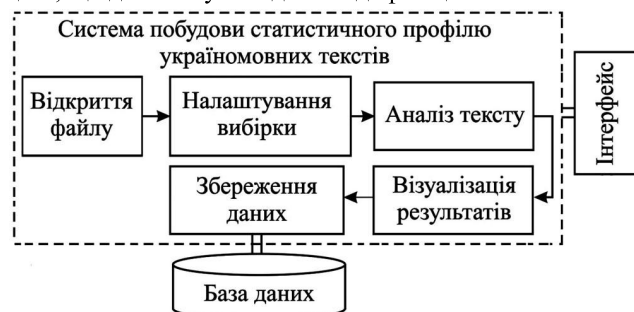 Система побудови статистичного профілю
україномовних текстів
Відкриття
файлу
Налаштування
вибірки
Аналіз тексту
Інтерфейс
Збереження
даних
Візуалізація
результатів
База даних